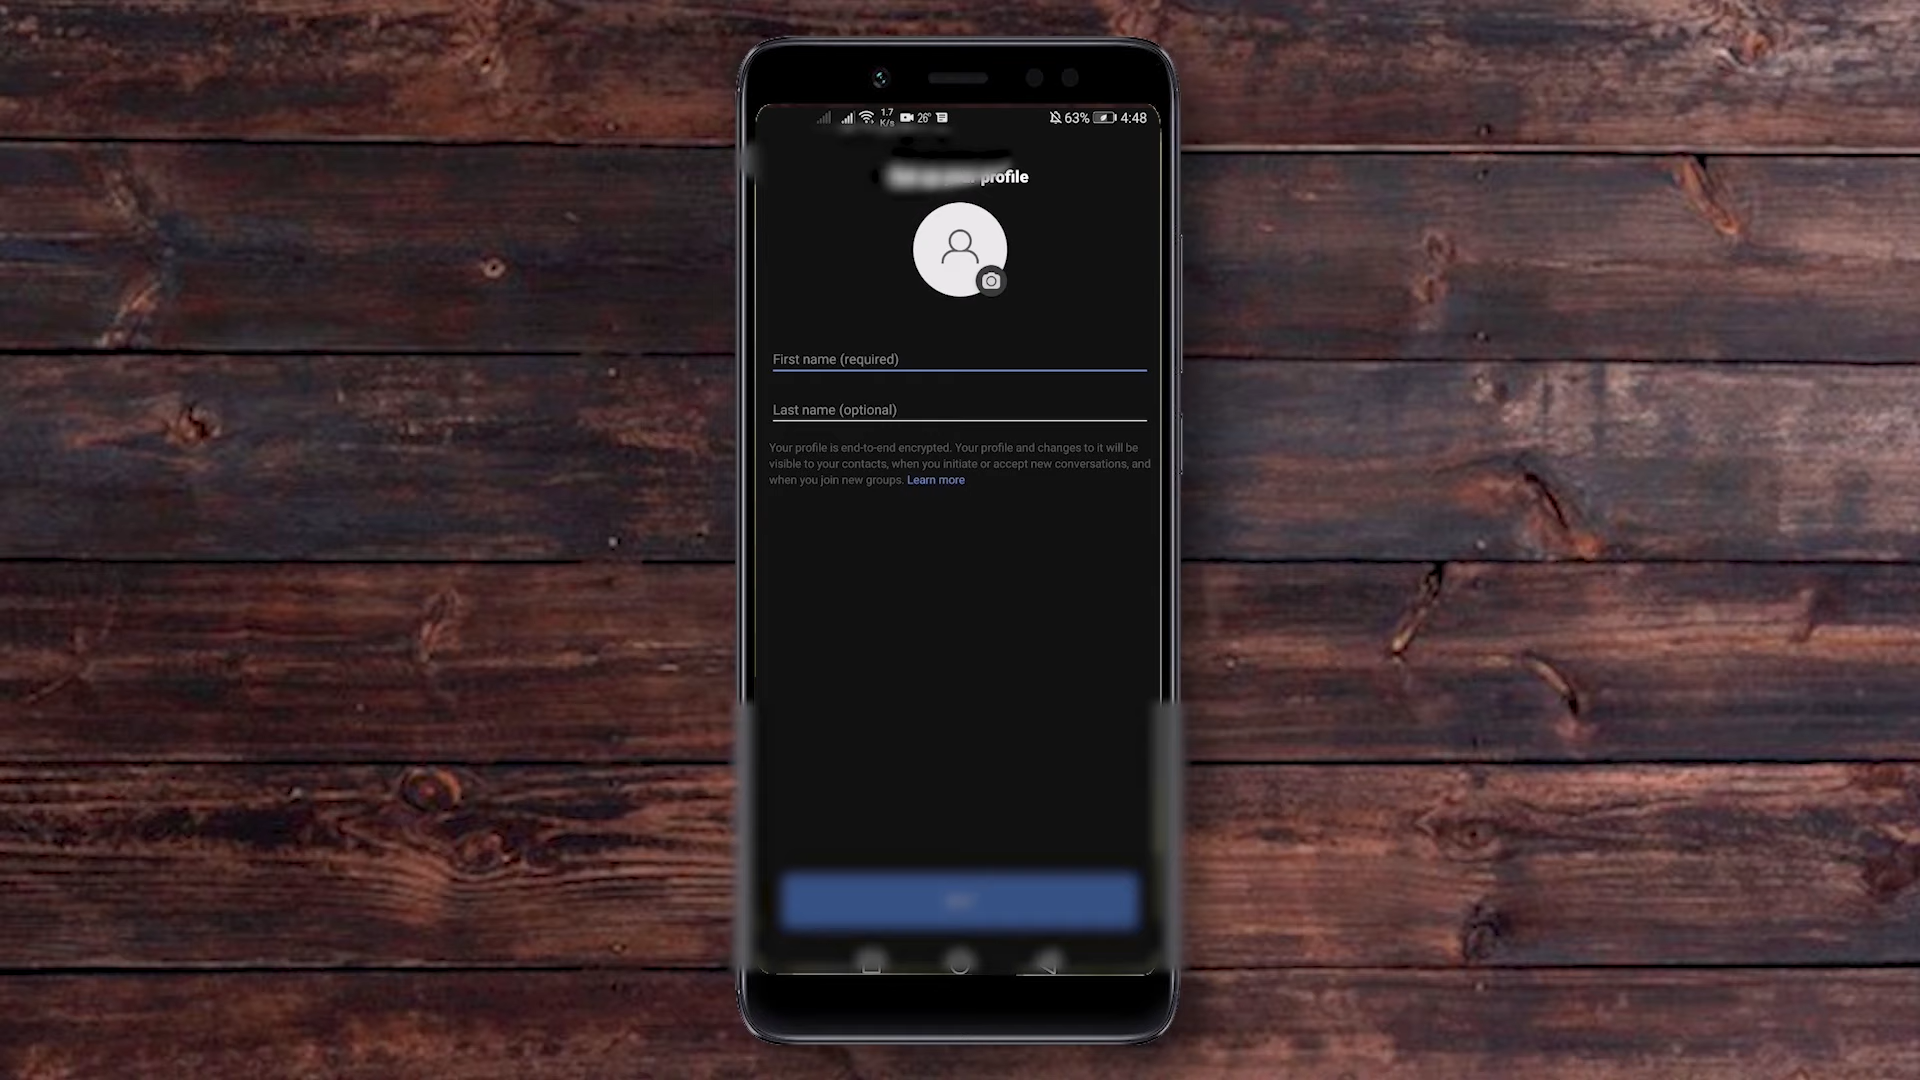 1.7
K/s 26° 63% 4:48
profile
First name (required)
Last name (optional)
Your profile is end-to-end encrypted. Your profile and changes to it will be
visible to your contacts, when you initiate or accept new conversations, and
when you join new groups. Learn more